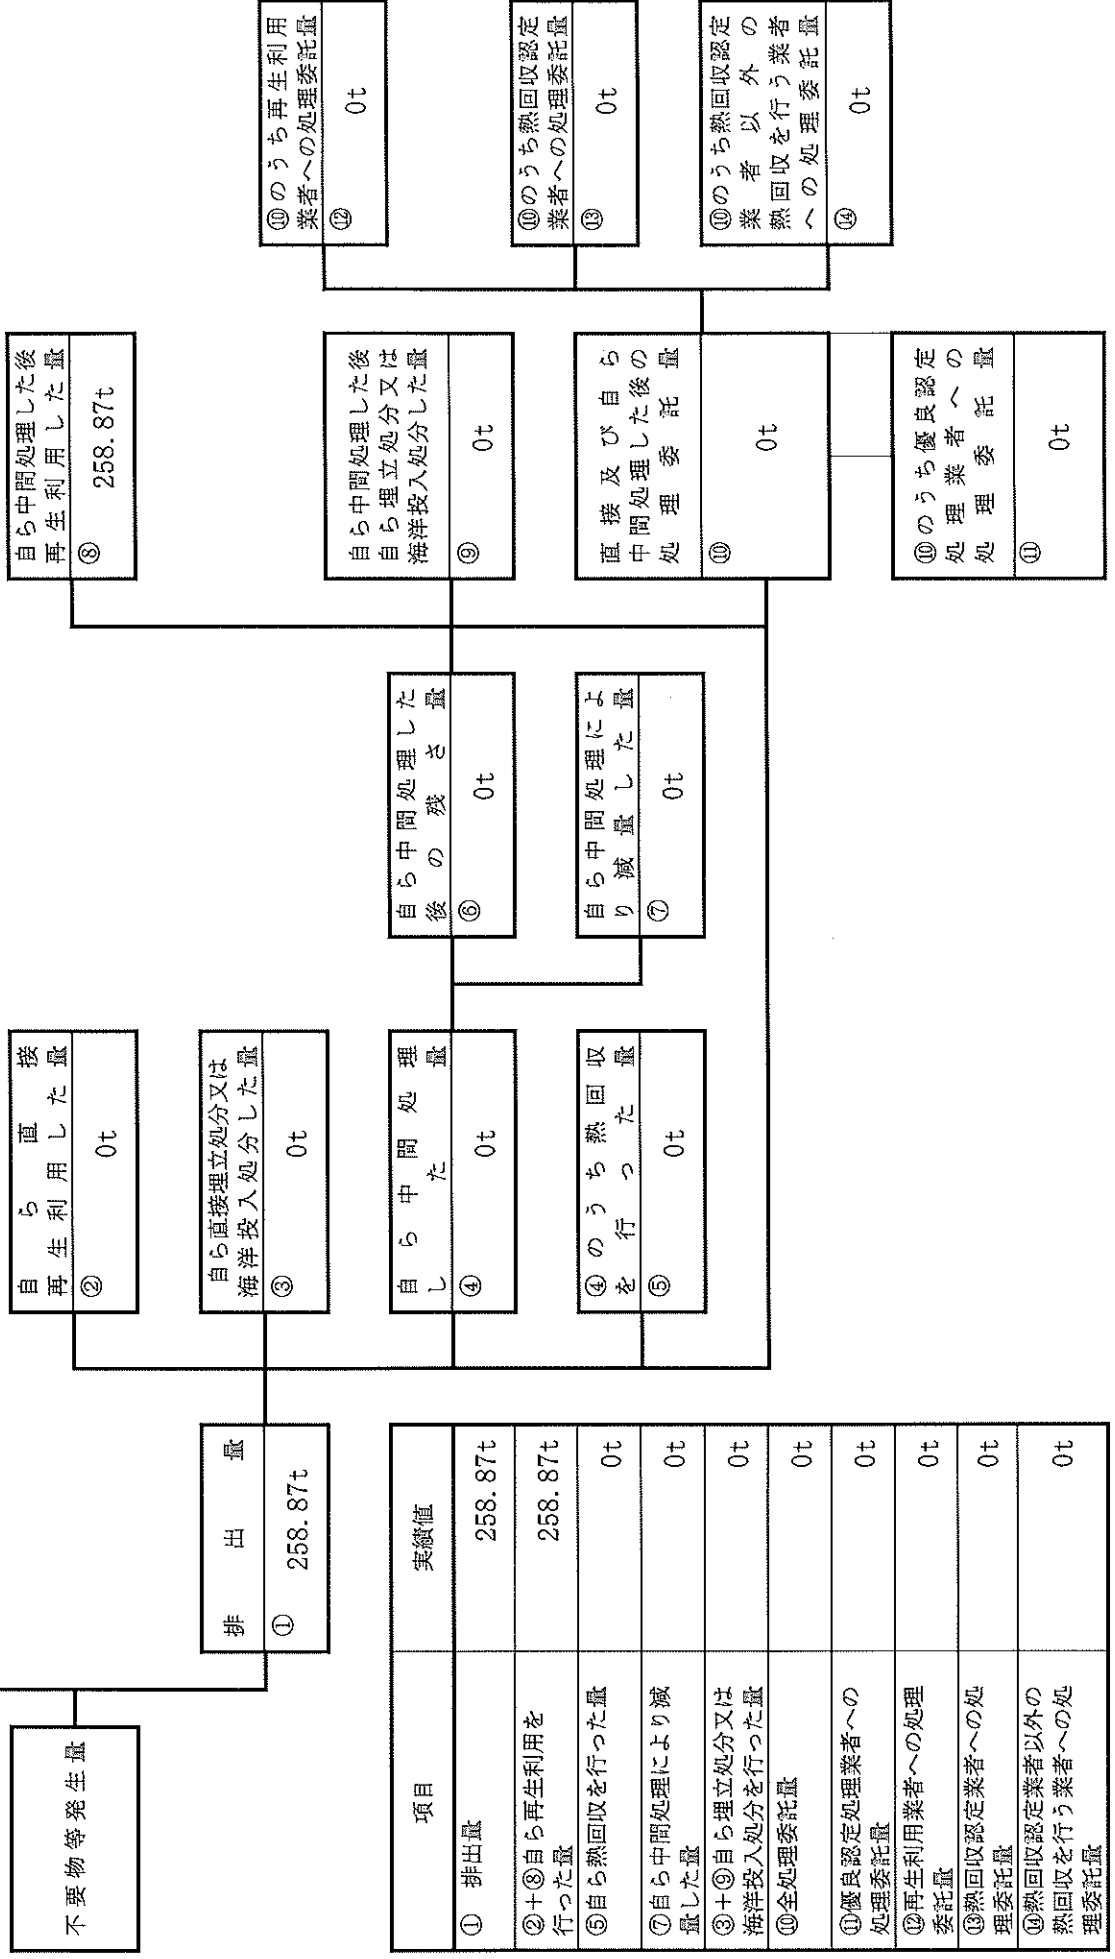 不要物等発生量
排出量
① 258.87t
自ら直接
再生利用した量
② 0t
自ら直接埋立処分又は
海洋投入処分した量
③ 0t
自ら中間処理
した量
④ 0t
④のうち熱回収
を行った量
⑤ 0t
自ら中間処理した
後の残さ量
⑥ 0t
自ら中間処理によ
り減量した量
⑦ 0t
自ら中間処理した後
再生利用した量
⑧ 258.87t
自ら中間処理した後
自ら埋立処分又は
海洋投入処分した量
⑨ 0t
直接及び自ら
中間処理した後の
処理委託量
⑩ 0t
⑩のうち優良認定
処理業者への
処理委託量
⑪ 0t
⑩のうち再生利用
業者への処理委託量
⑫ 0t
⑩のうち熱回収認定
業者への処理委託量
⑬ 0t
⑩のうち熱回収認定
業者以外の
熱回収を行う業者
への処理委託量
⑭ 0t
項目 実績値
① 排出量 258.87t
②+⑧自ら再生利用を
行った量 258.87t
⑤自ら熱回収を行った量 0t
⑦自ら中間処理により減
量した量 0t
③+⑨自ら埋立処分又は
海洋投入処分を行った量 0t
⑩全処理委託量 0t
⑪優良認定処理業者への
処理委託量 0t
⑫再生利用業者への処理
委託量 0t
⑬熱回収認定業者への処
理委託量 0t
⑭熱回収認定業者以外の
熱回収を行う業者への処
理委託量 0t